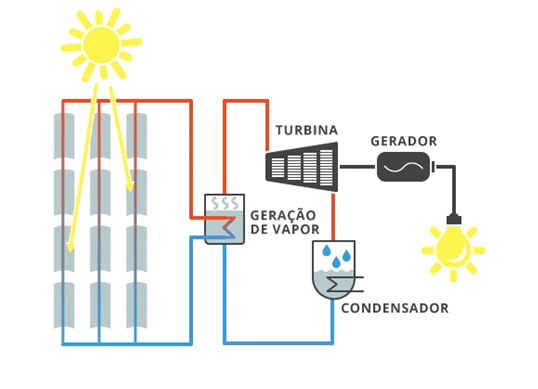 TURBINA
GERADOR
GERAÇÃO
DE VAPOR
CONDENSADOR